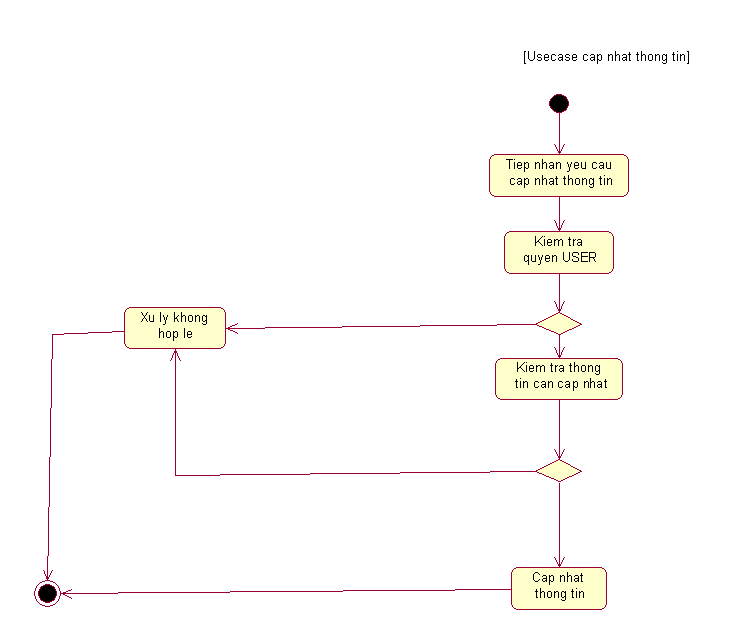 [Usecase cap nhat thong tin]
Tiep nhan yeu cau
cap nhat thong tin
Kiem tra
quyen USER
Xu ly khong
hop le
Kiem tra thong
tin can cap nhat
Cap nhat
thong tin